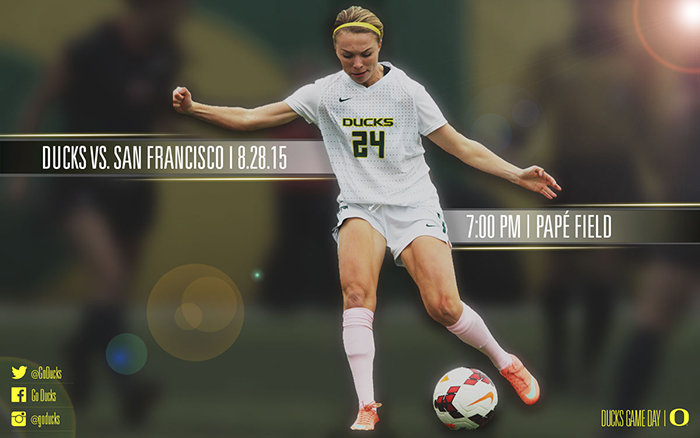 DUCKS
24
DUCKS VS. SAN FRANCISCO | 8.28.15
7:00 PM | PAPÉ FIELD
@GoDucks
Go Ducks
@goducks
DUCKS GAME DAY | O